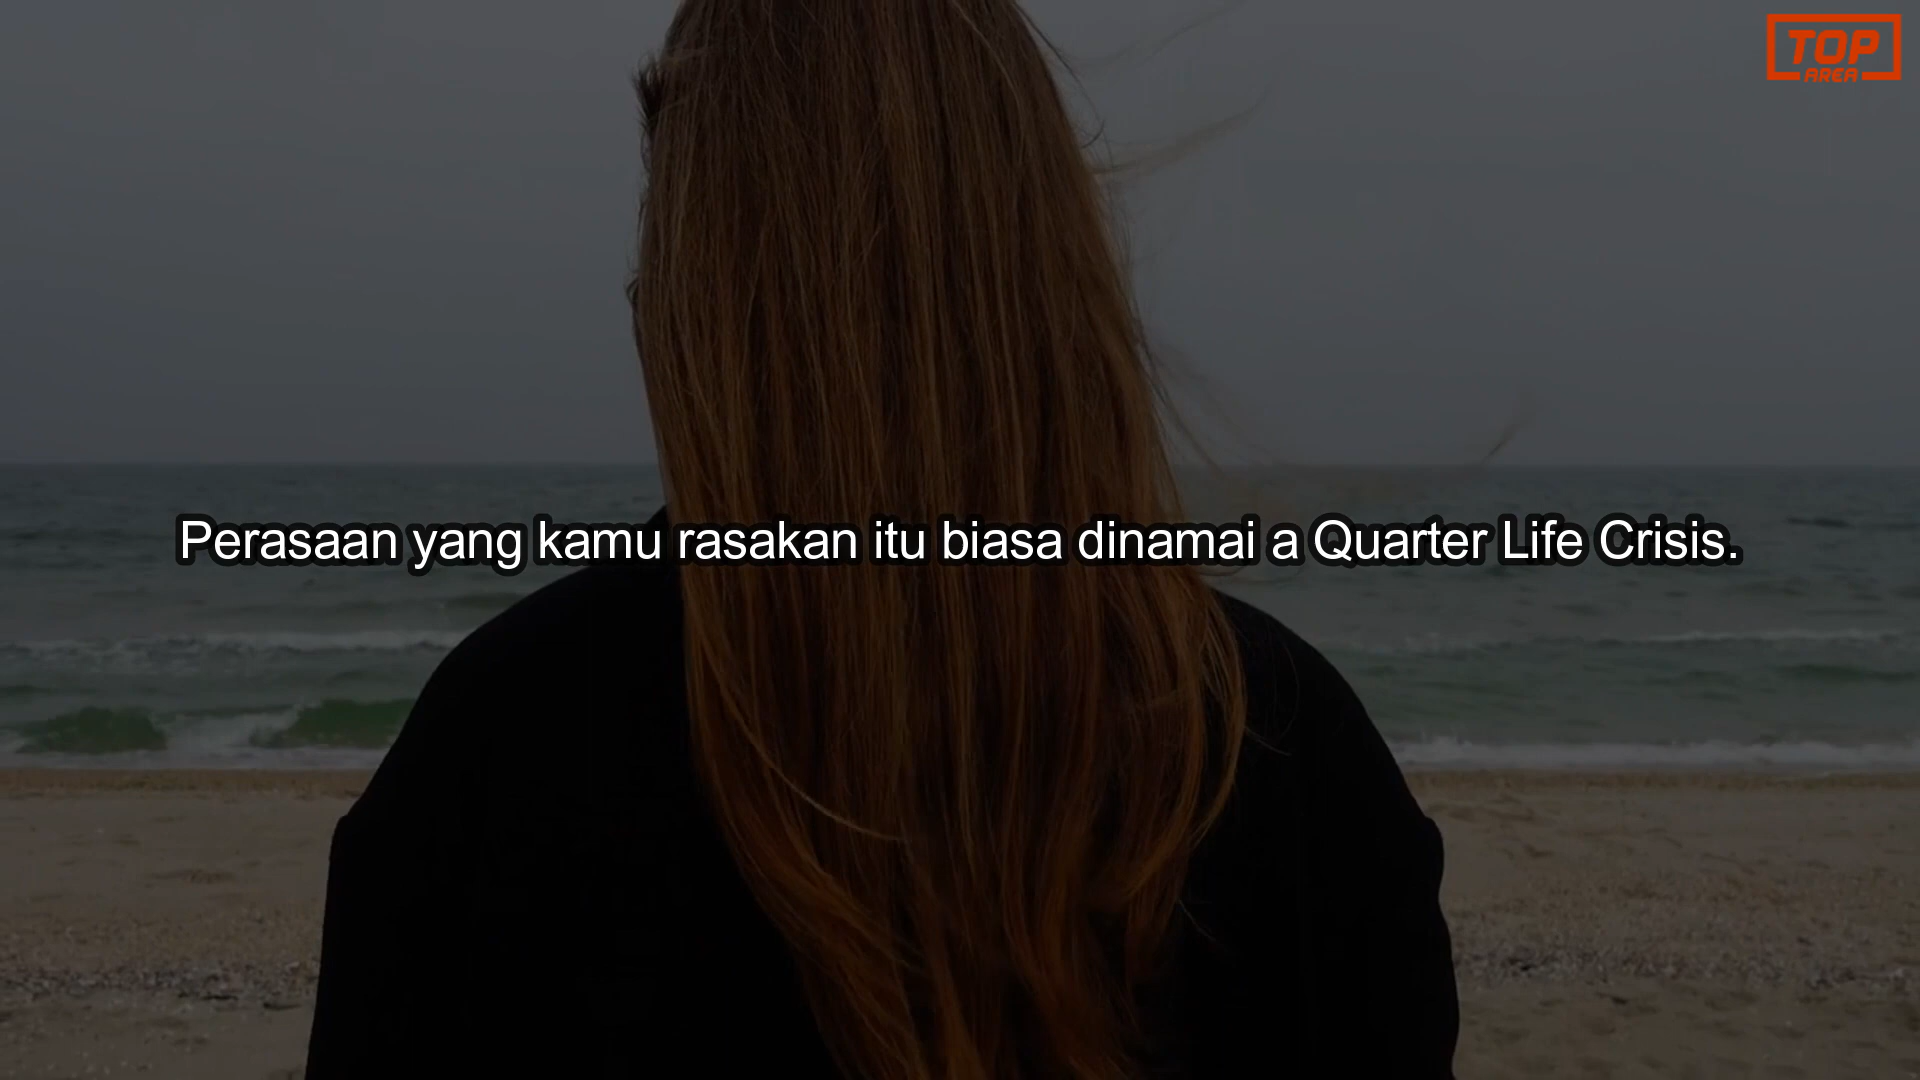 TOP
AREA
Perasaan yang kamu rasakan itu biasa dinamai a Quarter Life Crisis.